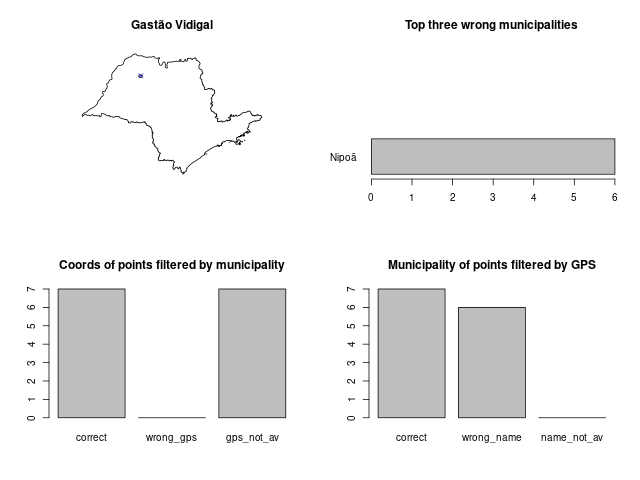 Gastão Vidigal
Top three wrong municipalities
Nipoã
0 1 2 3 4 5 6
Coords of points filtered by municipality
0 1 2 3 4 5 6 7
correct wrong_gps gps_not_av
Municipality of points filtered by GPS
0 1 2 3 4 5 6 7
correct wrong_name name_not_av